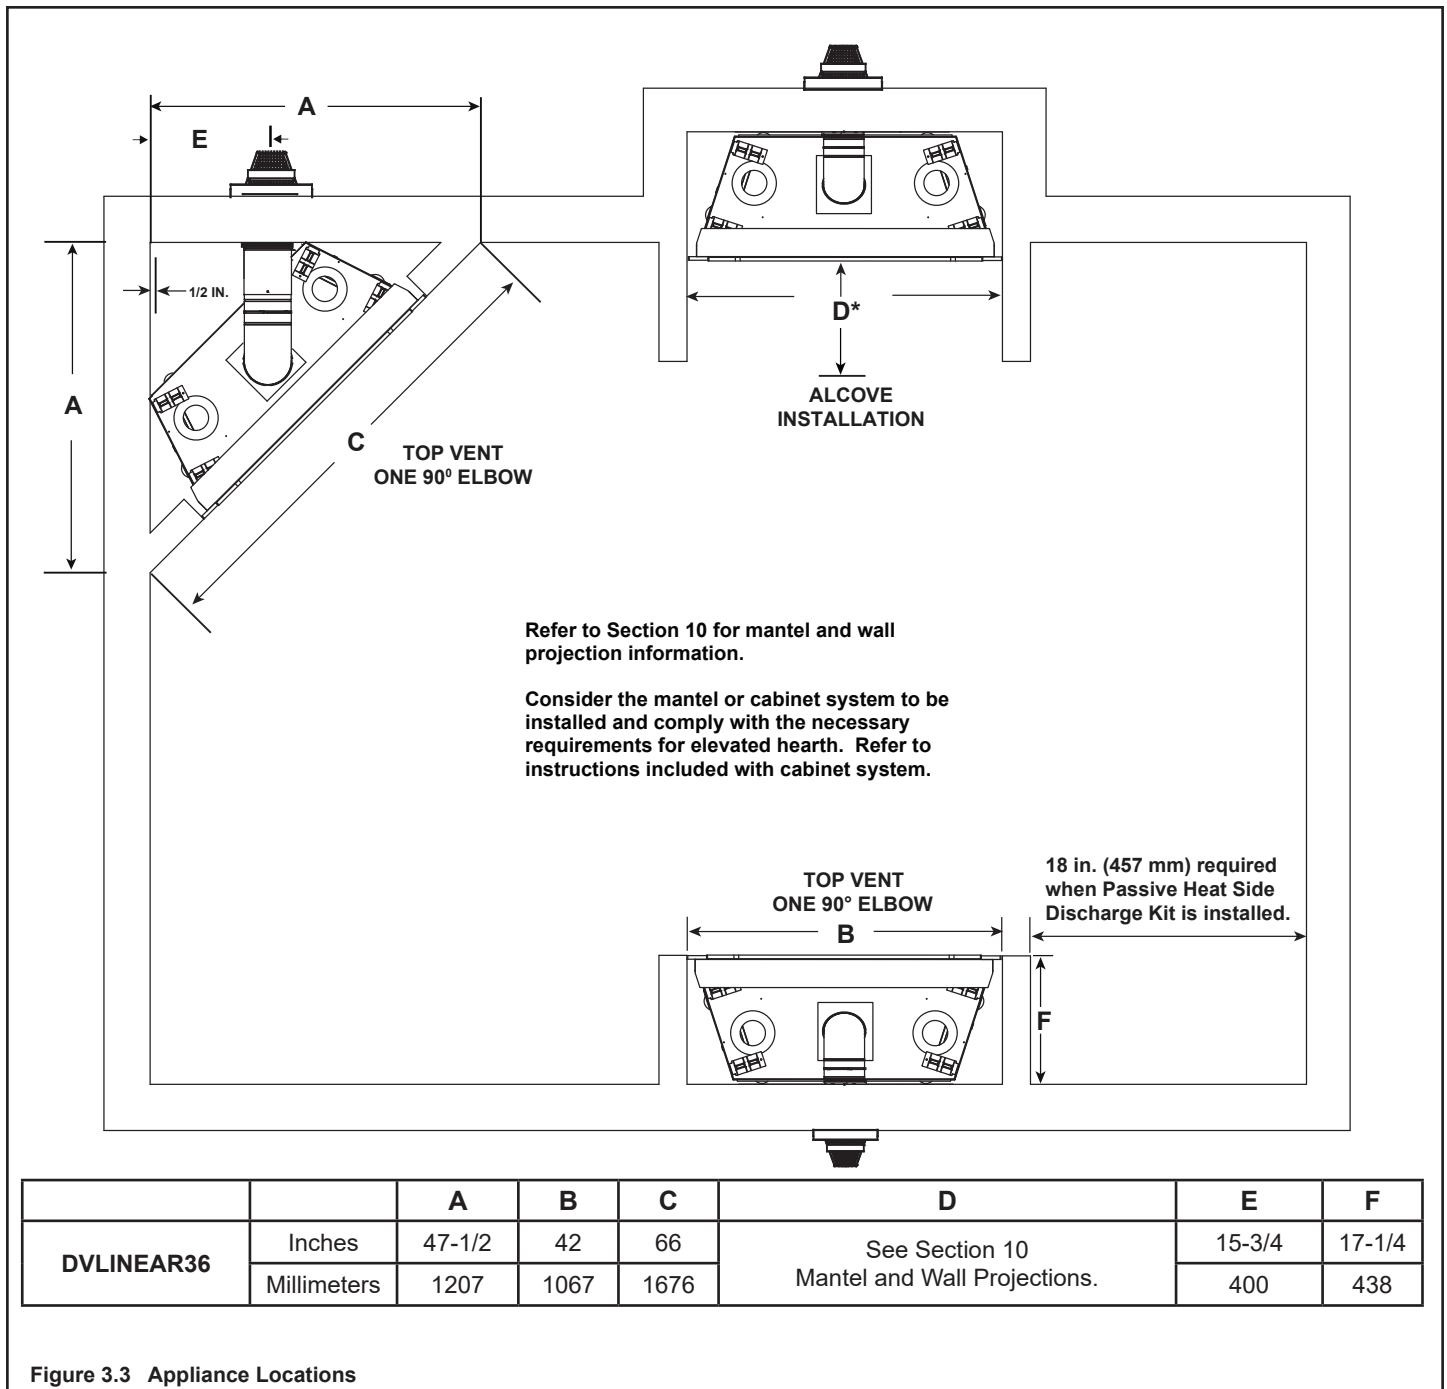 A
E
1/2 IN.
A
C
TOP VENT
ONE 90⁰ ELBOW
D*
ALCOVE
INSTALLATION
Refer to Section 10 for mantel and wall
projection information.
Consider the mantel or cabinet system to be
installed and comply with the necessary
requirements for elevated hearth.  Refer to
instructions included with cabinet system.
TOP VENT
ONE 90° ELBOW
B
18 in. (457 mm) required
when Passive Heat Side
Discharge Kit is installed.
F
A B C D E F
DVLINEAR36 Inches 47-1/2 42 66 See Section 10 15-3/4 17-1/4
Millimeters 1207 1067 1676 Mantel and Wall Projections. 400 438
Figure 3.3   Appliance Locations